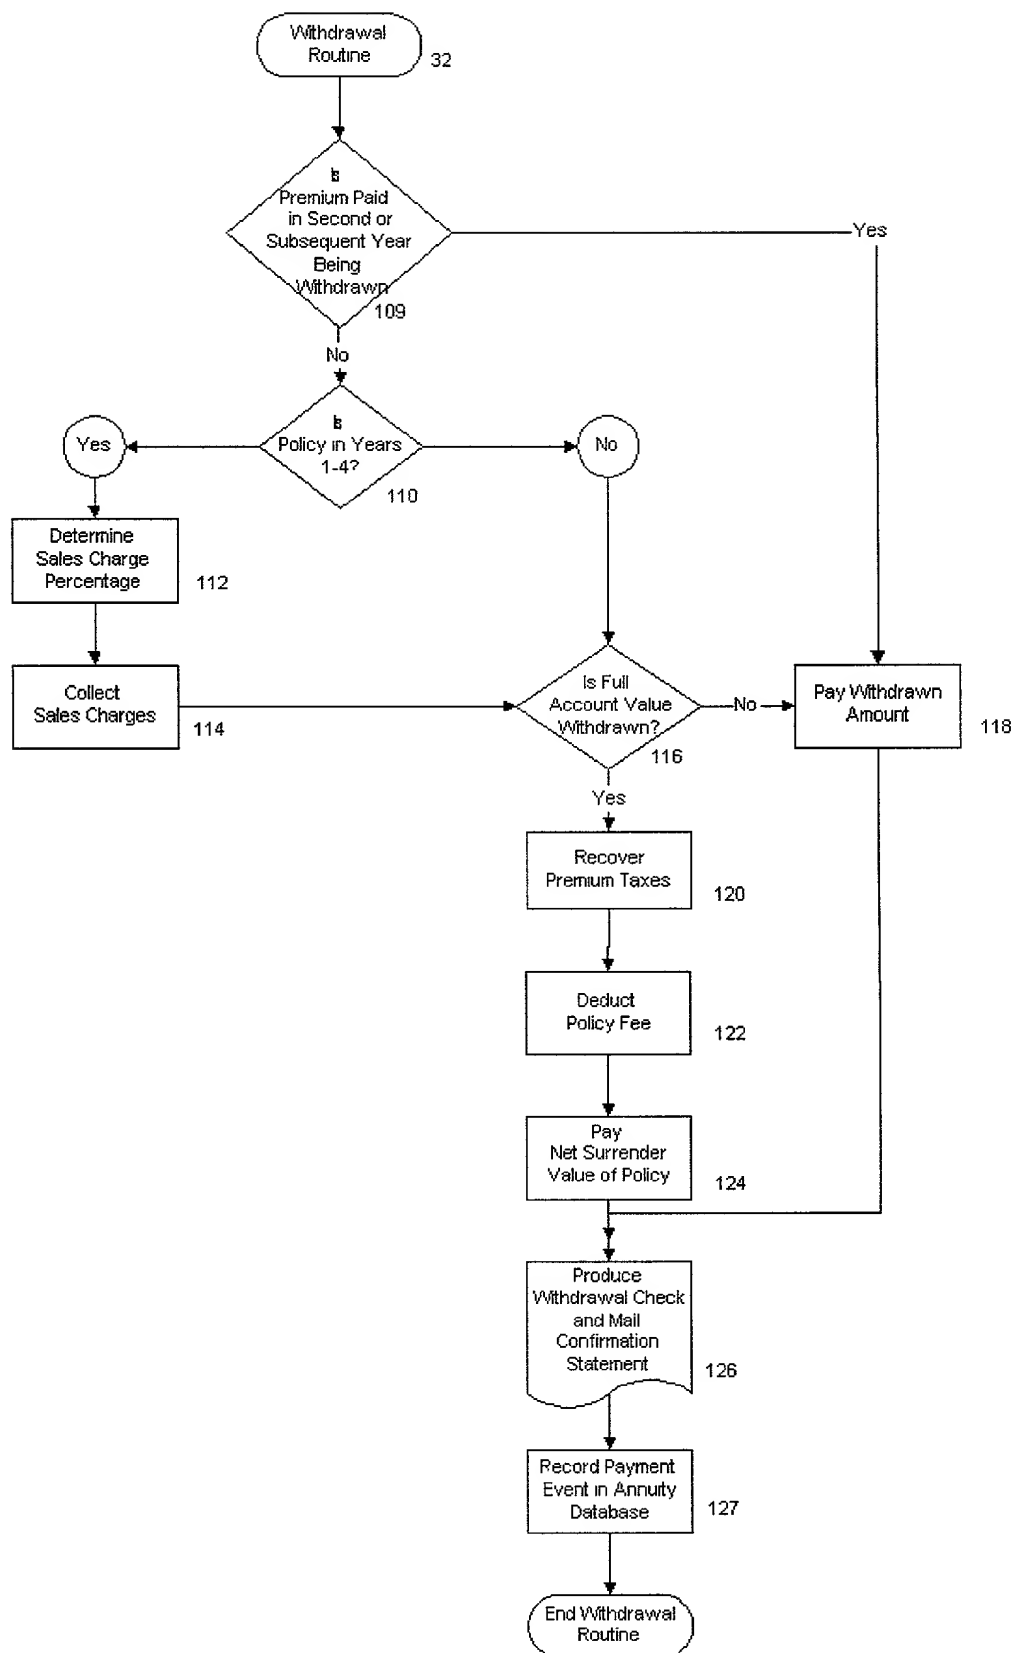 Withdrawal
Routine
32
Is
Premium Paid
in Second or
Subsequent Year
Being
Withdrawn
109
Yes
No
Is
Policy in Years
1-4?
110
Yes
No
Determine
Sales Charge
Percentage
112
Collect
Sales Charges
114
Is Full
Account Value
Withdrawn?
116
No
Pay Withdrawn
Amount
118
Yes
Recover
Premium Taxes
120
Deduct
Policy Fee
122
Pay
Net Surrender
Value of Policy
124
Produce
Withdrawal Check
and Mail
Confirmation
Statement
126
Record Payment
Event in Annuity
Database
127
End Withdrawal
Routine